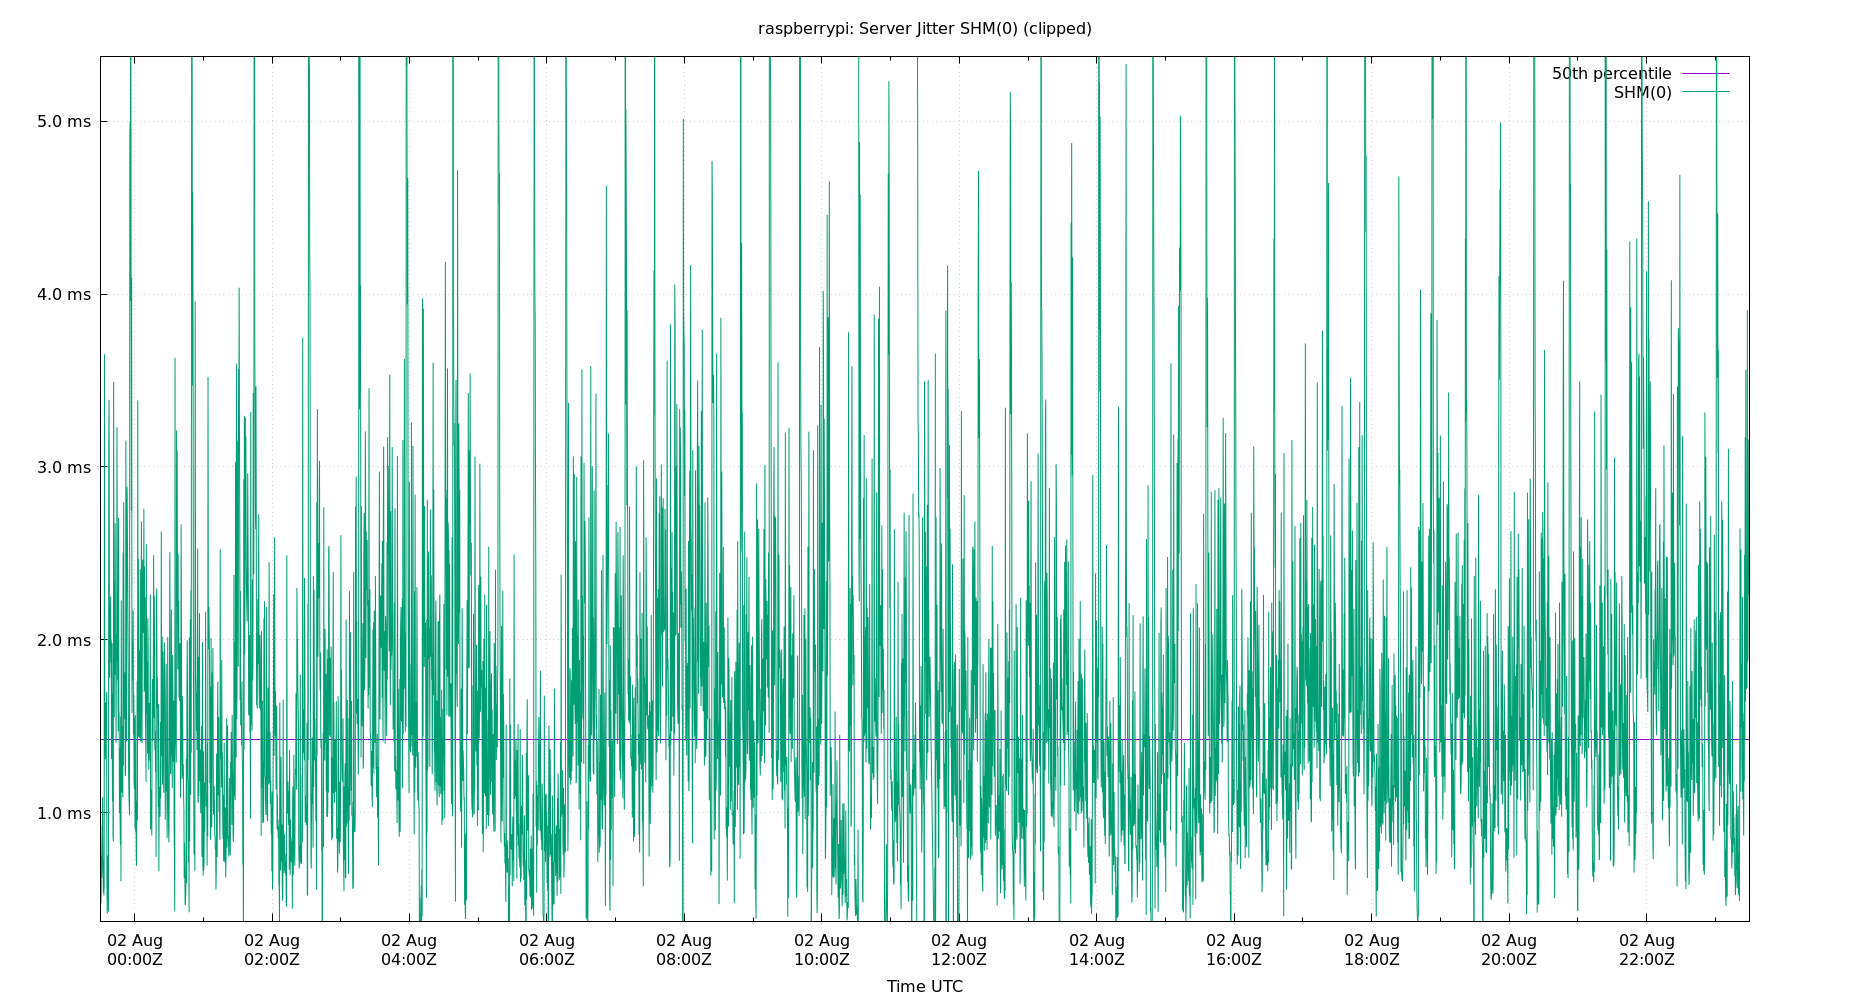 raspberrypi: Server Jitter SHM(0) (clipped)
50th percentile
SHM(0)
5.0 ms
4.0 ms
3.0 ms
2.0 ms
1.0 ms
02 Aug 02 Aug 02 Aug 02 Aug 02 Aug 02 Aug 02 Aug 02 Aug 02 Aug 02 Aug 02 Aug 02 Aug
00:00Z 02:00Z 04:00Z 06:00Z 08:00Z 10:00Z 12:00Z 14:00Z 16:00Z 18:00Z 20:00Z 22:00Z
Time UTC